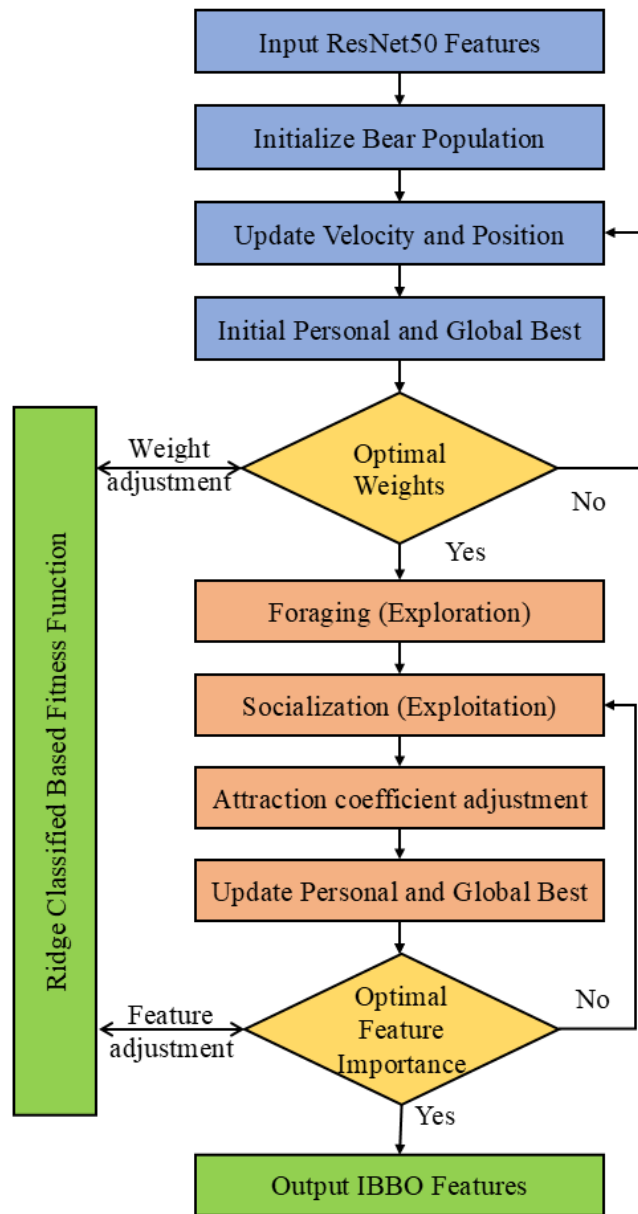 Input ResNet50 Features
Initialize Bear Population
Update Velocity and Position
Initial Personal and Global Best
Weight
adjustment
Optimal
Weights
No
Yes
Ridge Classified Based Fitness Function
Foraging (Exploration)
Socialization (Exploitation)
Attraction coefficient adjustment
Update Personal and Global Best
Feature
adjustment
Optimal
Feature
Importance
No
Yes
Output IBBO Features